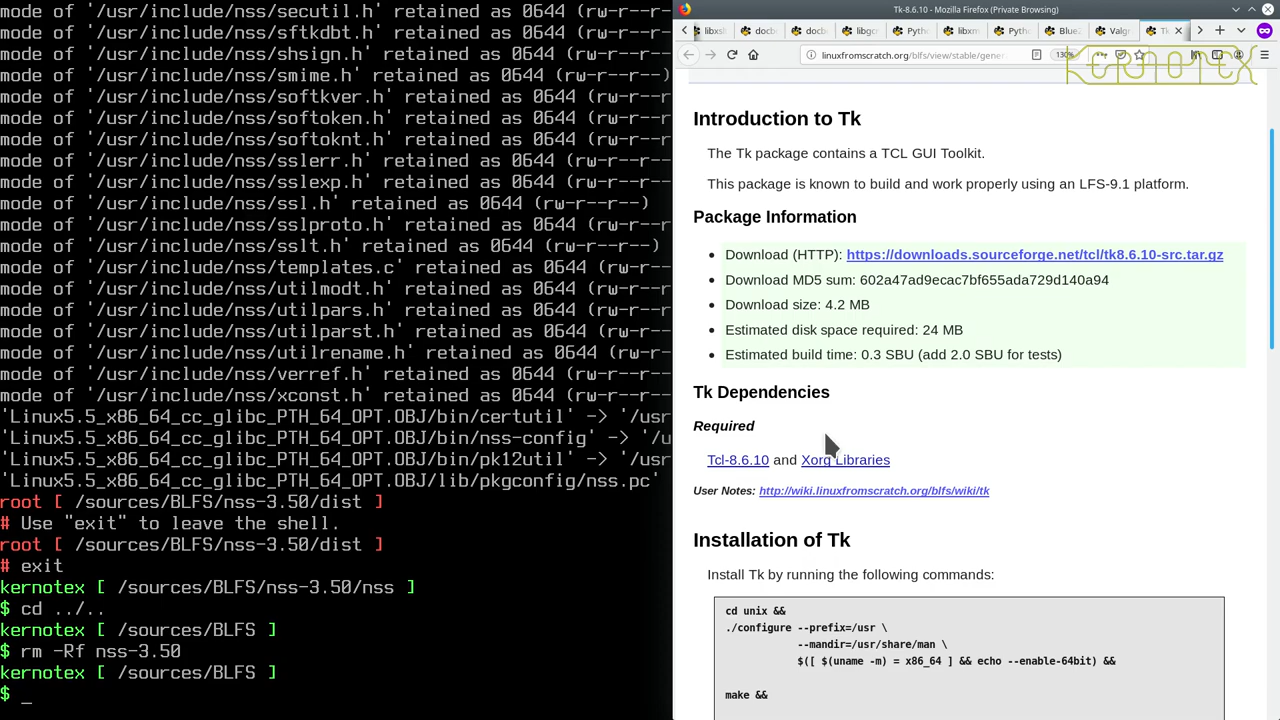 mode of '/usr/include/nss/secutil.h' retained as 0644 (rw-r--r
mode of '/usr/include/nss/sftkdbt.h' retained as 0644 (rw-r--r
mode of '/usr/include/nss/shsign.h' retained as 0644 (rw-r--r-
mode of '/usr/include/nss/smime.h' retained as 0644 (rw-r--r--
mode of '/usr/include/nss/softkver.h' retained as 0644 (rw-r--
mode of '/usr/include/nss/softoken.h' retained as 0644 (rw-r--
mode of '/usr/include/nss/softoknt.h' retained as 0644 (rw-r--
mode of '/usr/include/nss/sslerr.h' retained as 0644 (rw-r--r-
mode of '/usr/include/nss/sslexp.h' retained as 0644 (rw-r--r-
mode of '/usr/include/nss/ssl.h' retained as 0644 (rw-r--r--)
mode of '/usr/include/nss/sslproto.h' retained as 0644 (rw-r--
mode of '/usr/include/nss/sslt.h' retained as 0644 (rw-r--r--)
mode of '/usr/include/nss/templates.c' retained as 0644 (rw-r-
mode of '/usr/include/nss/utilmodt.h' retained as 0644 (rw-r--
mode of '/usr/include/nss/utilpars.h' retained as 0644 (rw-r--
mode of '/usr/include/nss/utilparst.h' retained as 0644 (rw-r-
mode of '/usr/include/nss/utilrename.h' retained as 0644 (rw-r
mode of '/usr/include/nss/verref.h' retained as 0644 (rw-r--r-
mode of '/usr/include/nss/xconst.h' retained as 0644 (rw-r--r-
'Linux5.5_x86_64_cc_glibc_PTH_64_OPT.OBJ/bin/certutil' -> '/usr
'Linux5.5_x86_64_cc_glibc_PTH_64_OPT.OBJ/bin/nss-config' -> '/u
'Linux5.5_x86_64_cc_glibc_PTH_64_OPT.OBJ/bin/pk12util' -> '/usr
'Linux5.5_x86_64_cc_glibc_PTH_64_OPT.OBJ/lib/pkgconfig/nss.pc'
root [ /sources/BLFS/nss-3.50/dist ]
# Use "exit" to leave the shell.
root [ /sources/BLFS/nss-3.50/dist ]
# exit
kernotex [ /sources/BLFS/nss-3.50/nss ]
$ cd ../..
kernotex [ /sources/BLFS ]
$ rm -Rf nss-3.50
kernotex [ /sources/BLFS ]
$ _
Tk-8.6.10 - Mozilla Firefox (Private Browsing)
libxsl docb docb libgc Pyth libxm Pyth Blue Valg Tk
linuxfromscratch.org/blfs/view/stable/gener 130%
KERNOTEX
Introduction to Tk
The Tk package contains a TCL GUI Toolkit.
This package is known to build and work properly using an LFS-9.1 platform.
Package Information
• Download (HTTP): https://downloads.sourceforge.net/tcl/tk8.6.10-src.tar.gz
• Download MD5 sum: 602a47ad9ecac7bf655ada729d140a94
• Download size: 4.2 MB
• Estimated disk space required: 24 MB
• Estimated build time: 0.3 SBU (add 2.0 SBU for tests)
Tk Dependencies
Required
Tcl-8.6.10 and Xorg Libraries
User Notes: http://wiki.linuxfromscratch.org/blfs/wiki/tk
Installation of Tk
Install Tk by running the following commands:
cd unix &&
./configure --prefix=/usr \
--mandir=/usr/share/man \
$([ $(uname -m) = x86_64 ] && echo --enable-64bit) &&
make &&